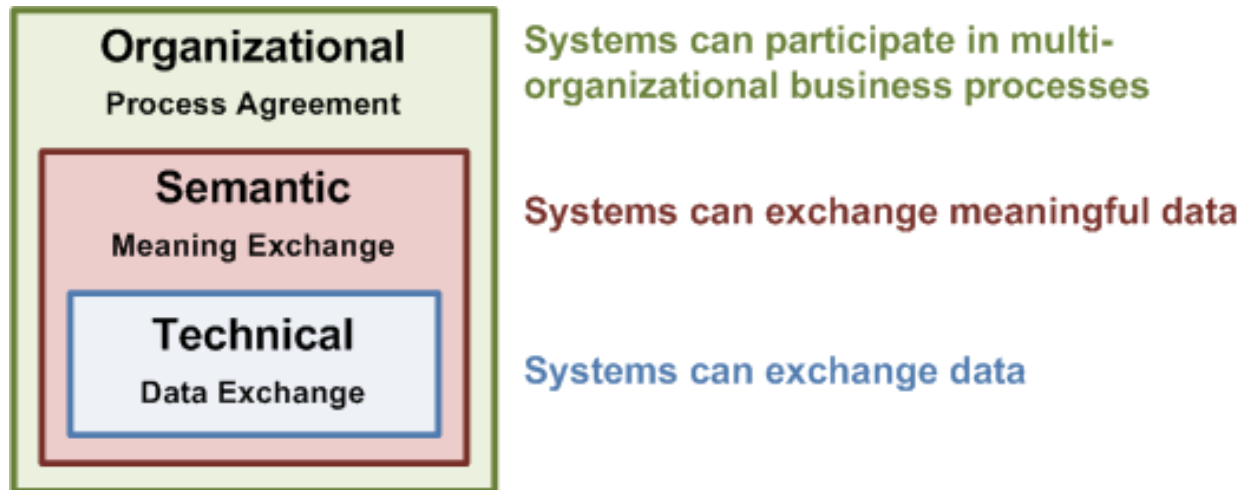 Organizational
Process Agreement
Systems can participate in multi-
organizational business processes
Semantic
Meaning Exchange
Systems can exchange meaningful data
Technical
Data Exchange
Systems can exchange data